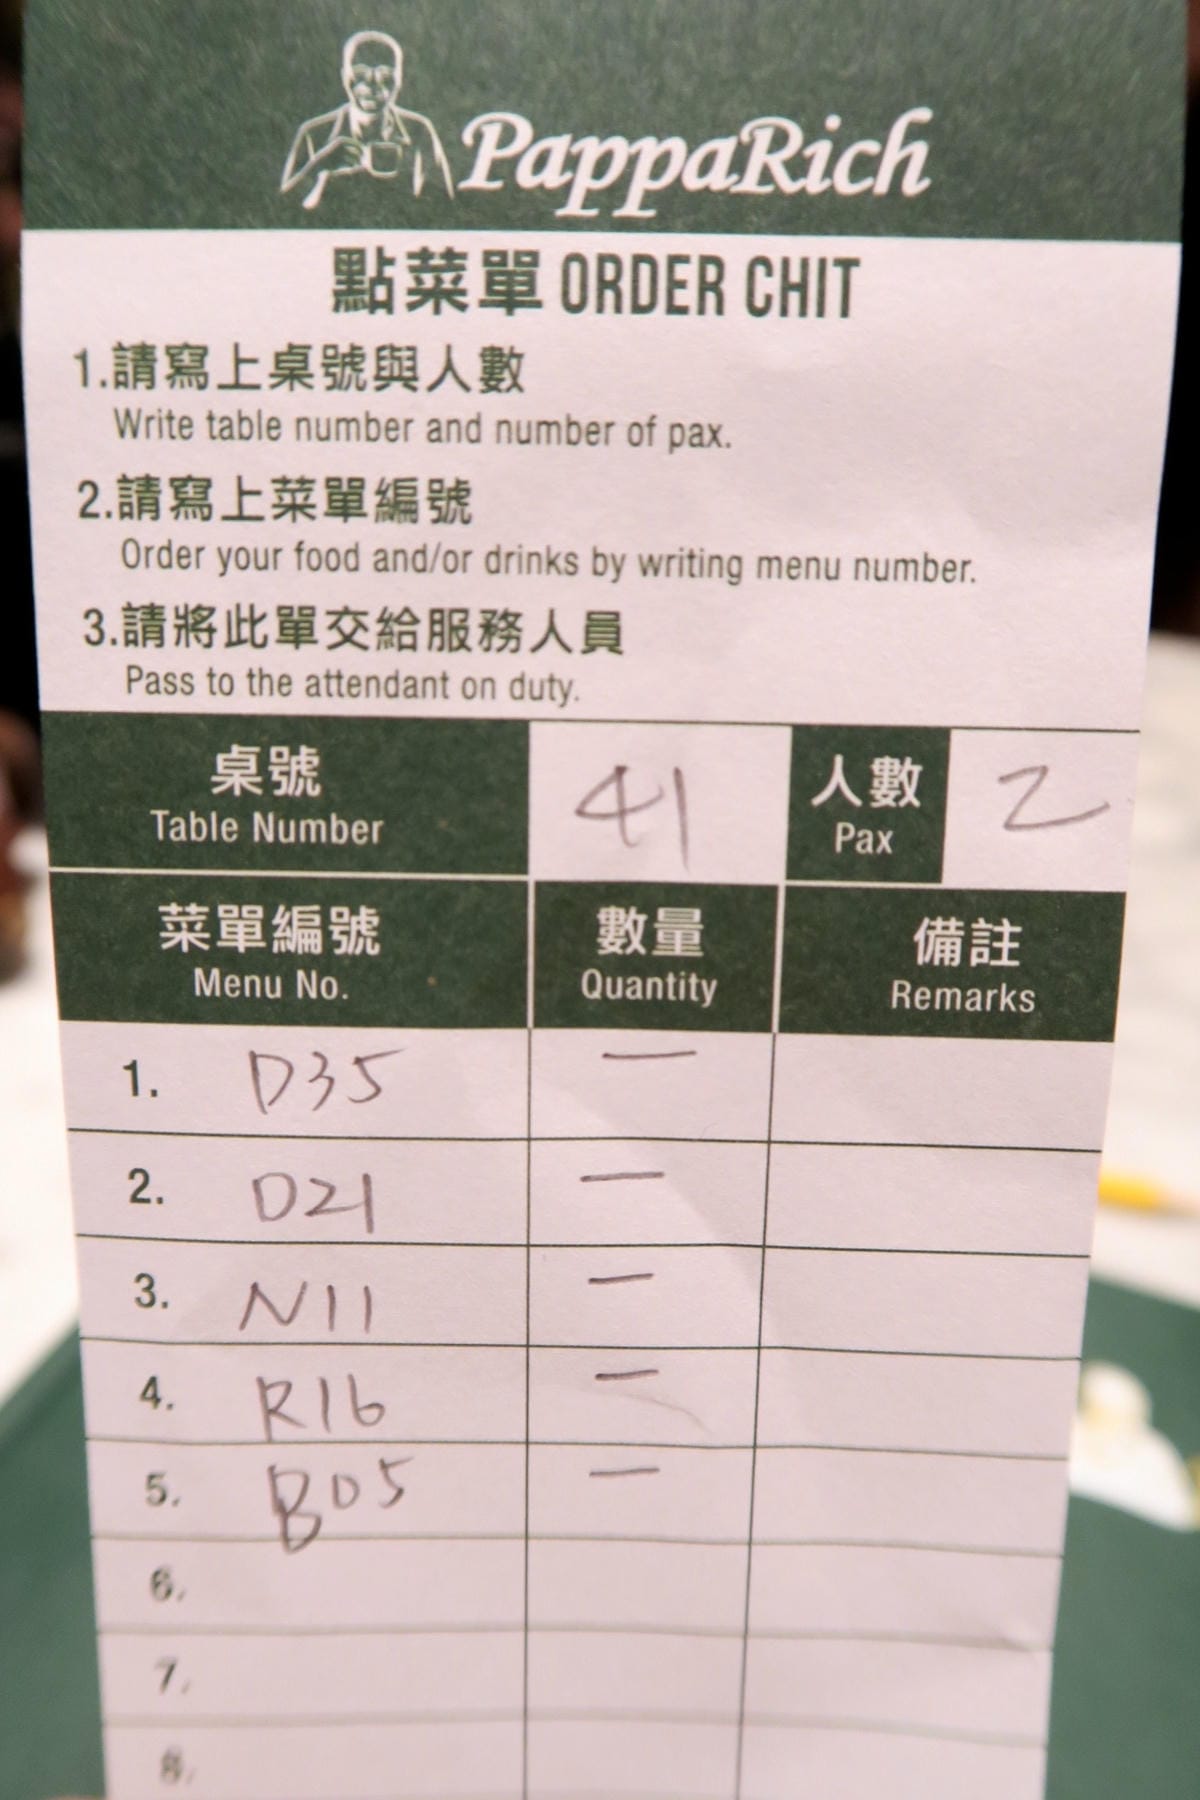 PappaRich
點菜單 ORDER CHIT
1.請寫上桌號與人數
Write table number and number of pax.
2.請寫上菜單編號
Order your food and/or drinks by writing menu number.
3.請將此單交給服務人員
Pass to the attendant on duty.
桌號 41 人數 2
Table Number Pax
菜單編號 數量 備註
Menu No. Quantity Remarks
1. D35 一
2. D21 一
3. N11 一
4. R16 一
5. B05 一
6.
7.
8.